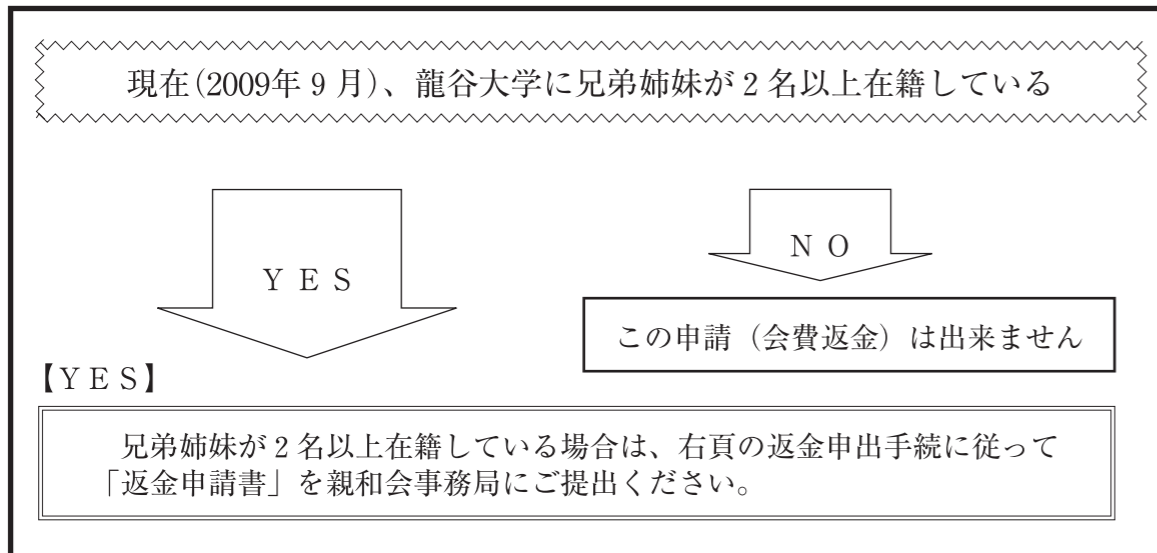 現在(2009年9月)、龍谷大学に兄弟姉妹が2名以上在籍している
YES
NO
この申請（会費返金）は出来ません
【YES】
兄弟姉妹が2名以上在籍している場合は、右頁の返金申出手続に従って
「返金申請書」を親和会事務局にご提出ください。